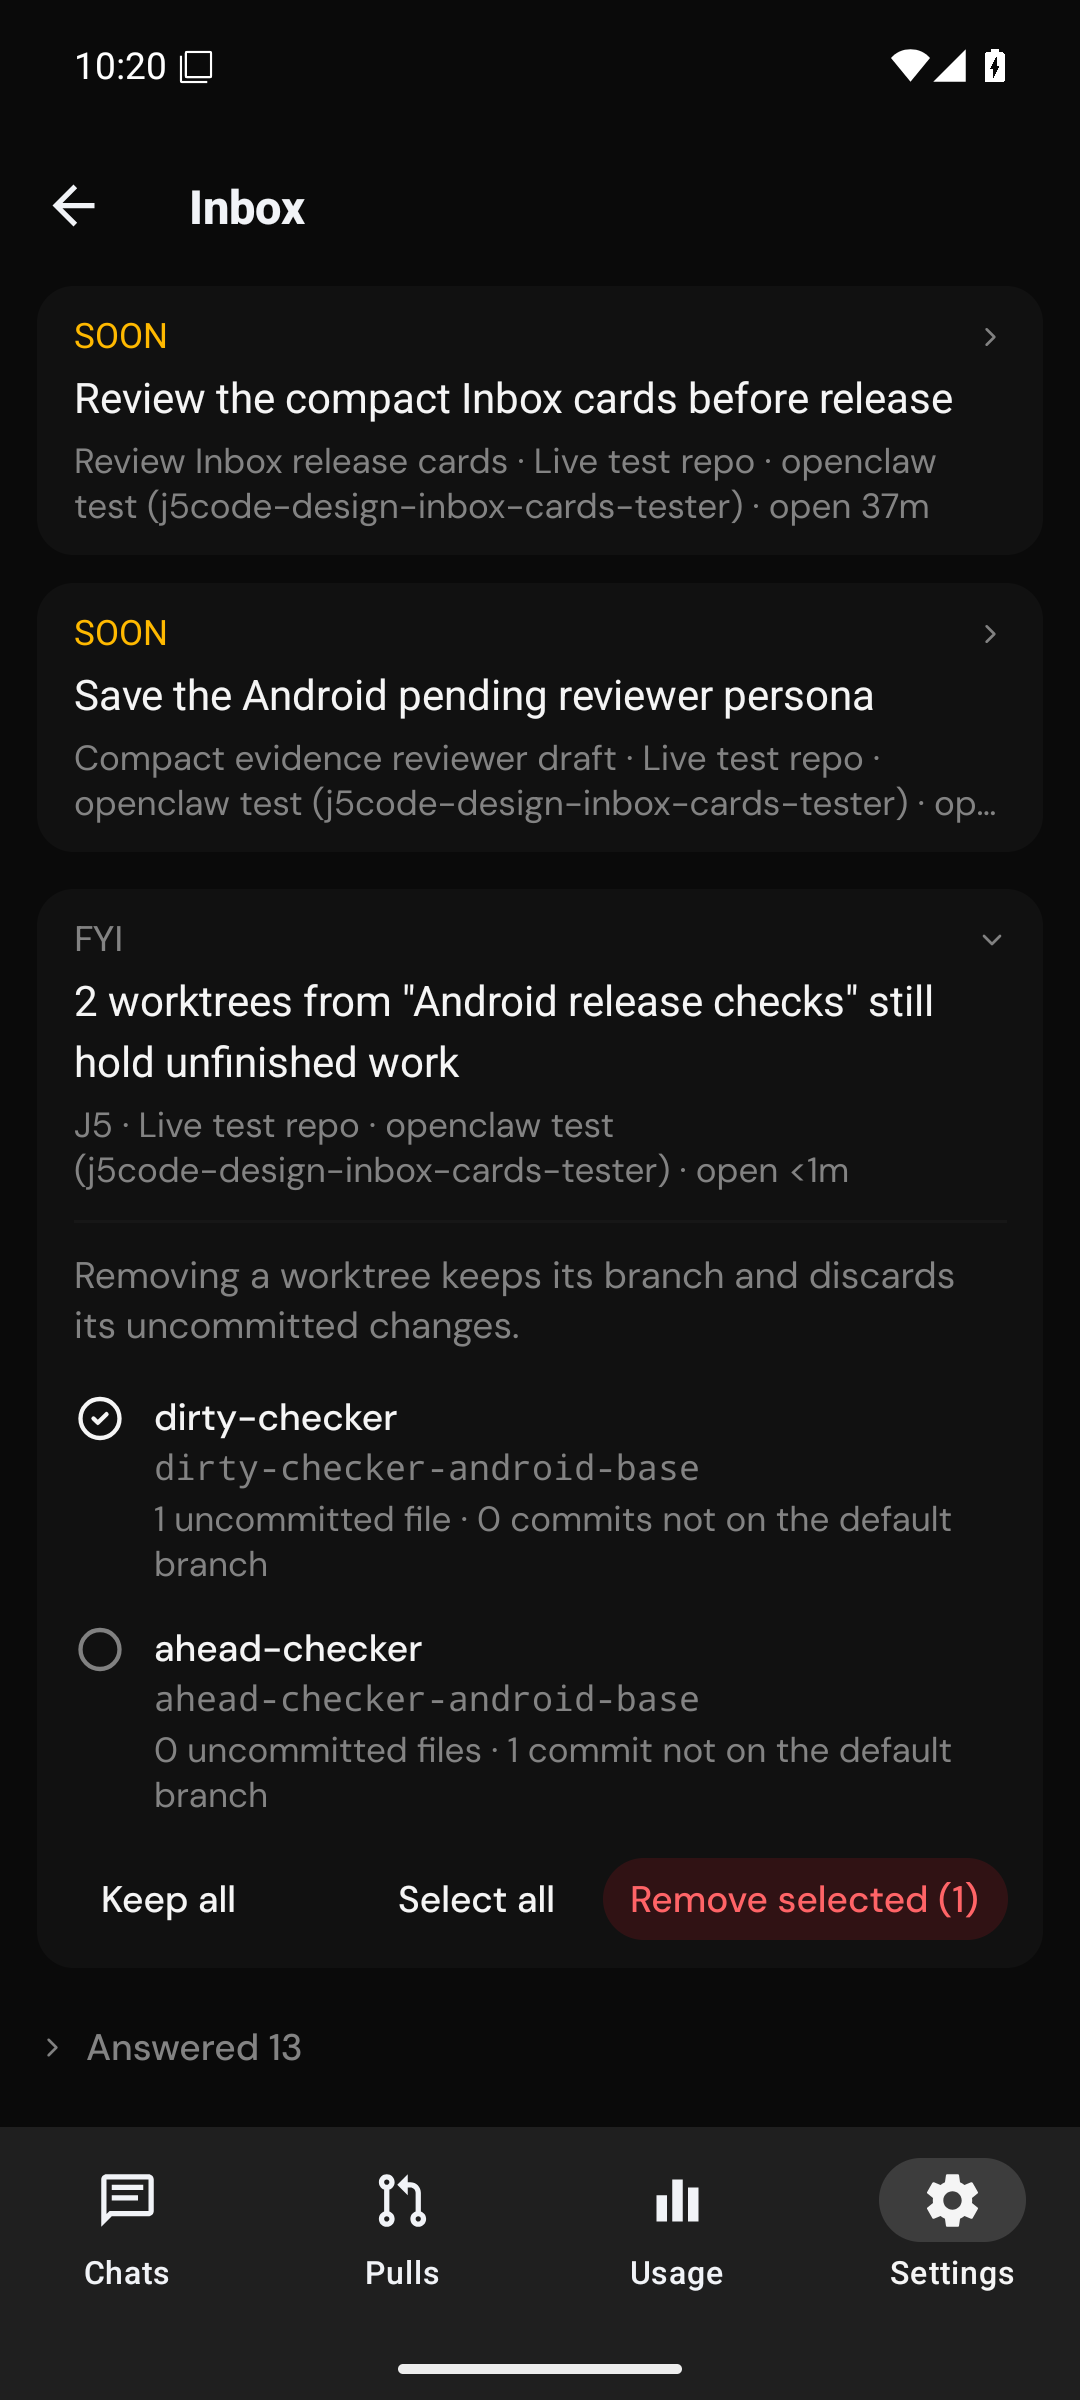 10:20
Inbox
SOON
Review the compact Inbox cards before release
Review Inbox release cards · Live test repo · openclaw
test (j5code-design-inbox-cards-tester) · open 37m
SOON
Save the Android pending reviewer persona
Compact evidence reviewer draft · Live test repo ·
openclaw test (j5code-design-inbox-cards-tester) · op...
FYI
2 worktrees from "Android release checks" still
hold unfinished work
J5 · Live test repo · openclaw test
(j5code-design-inbox-cards-tester) · open <1m
Removing a worktree keeps its branch and discards
its uncommitted changes.
dirty-checker
dirty-checker-android-base
1 uncommitted file · 0 commits not on the default
branch
ahead-checker
ahead-checker-android-base
0 uncommitted files · 1 commit not on the default
branch
Keep all Select all Remove selected (1)
Answered 13
Chats Pulls Usage Settings